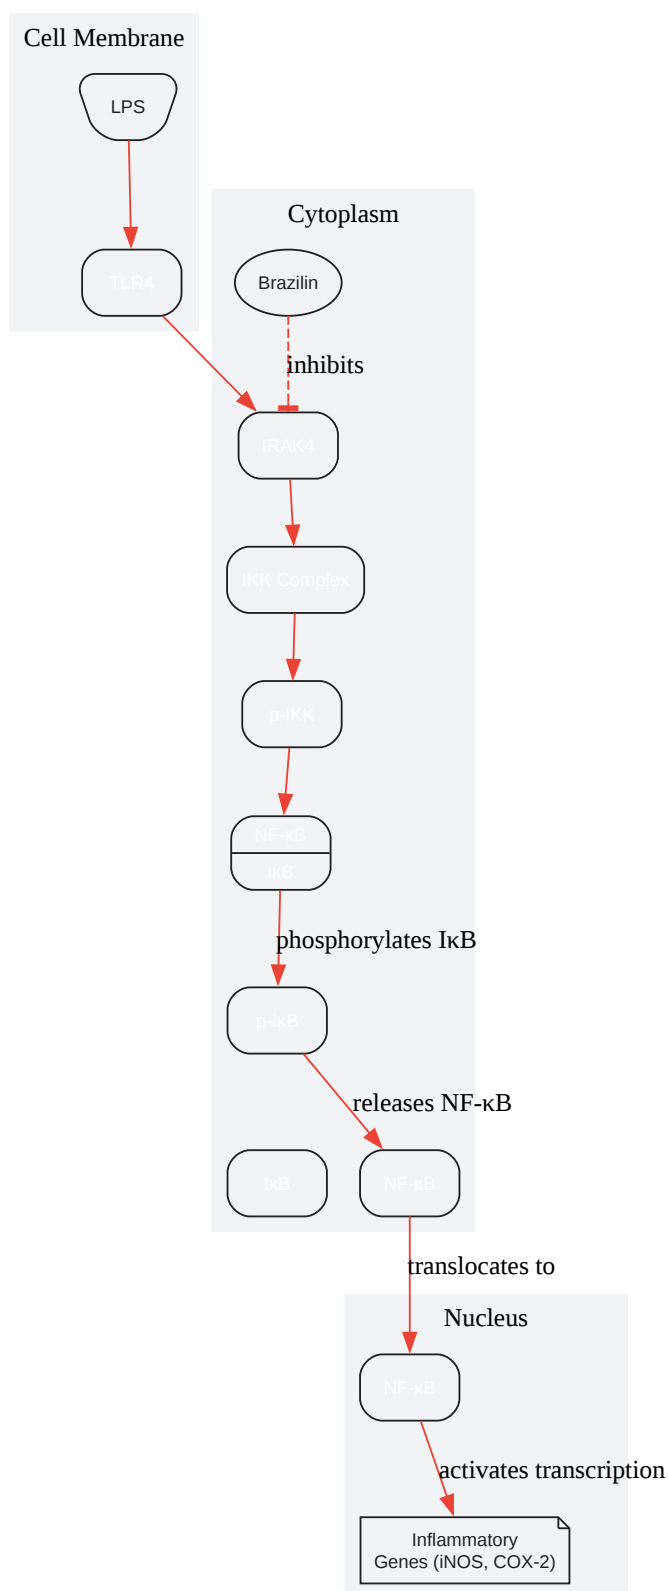 Cell Membrane
LPS
TLR4
Cytoplasm
Brazilin
inhibits
IRAK4
IKK Complex
p-IKK
NF-κB
IκB
phosphorylates IκB
p-IκB
releases NF-κB
IκB
NF-κB
translocates to
Nucleus
NF-κB
activates transcription
Inflammatory
Genes (iNOS, COX-2)